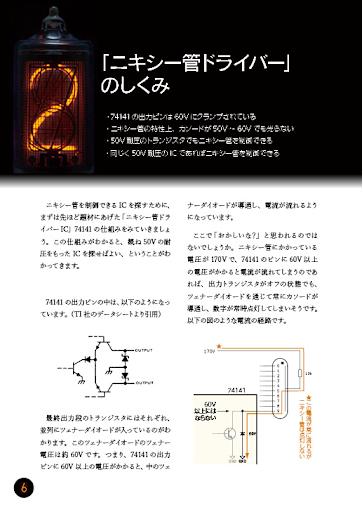 「ニキシー管ドライバー」
のしくみ
・74141 の出力ピンは 60V にクランプされている
・ニキシー管の特性上、カソードが 50V ～ 60V でも光らない
・50V 耐圧のトランジスタでもニキシー管を制御できる
・同じく 50V 耐圧の IC であればニキシー管を制御できる
ニキシー管を制御できる IC を探すために、
まずは先ほど題材にあげた「ニキシー管ドラ
イバー IC」74141 の仕組みをみていきましょ
う。この仕組みがわかると、概ね 50V の耐
圧をもった IC を探せばよい、ということがわ
かってきます。
74141 の出力ピンの中は、以下のようになっ
ています。（TI 社のデータシートより引用）
OUTPUT
OUTPUT
最終出力段のトランジスタにはそれぞれ、
並列にツェナーダイオードが入っているのがわ
かります。このツェナーダイオードのツェナー
電圧は約 60V です。つまり、74141 の出力
ピンに 60V 以上の電圧がかかると、中のツェ
ナーダイオードが導通し、電流が流れるよう
になっています。
ここで「おかしいな？」と思われるのでは
ないでしょうか。ニキシー管にかかっている
電圧が 170V で、74141 のピンに 60V 以上
の電圧がかかると電流が流れてしまうのであ
れば、出力トランジスタがオフの状態でも、
ツェナーダイオードを通じて常にカソードが
導通し、数字が常時点灯してしまいそうです。
以下の図のような電流の経路です。
170V
74141
60V
以上には
ならない
60V
GND
GND
★この電流が常に流れるが
ニキシー管は点灯しない
6